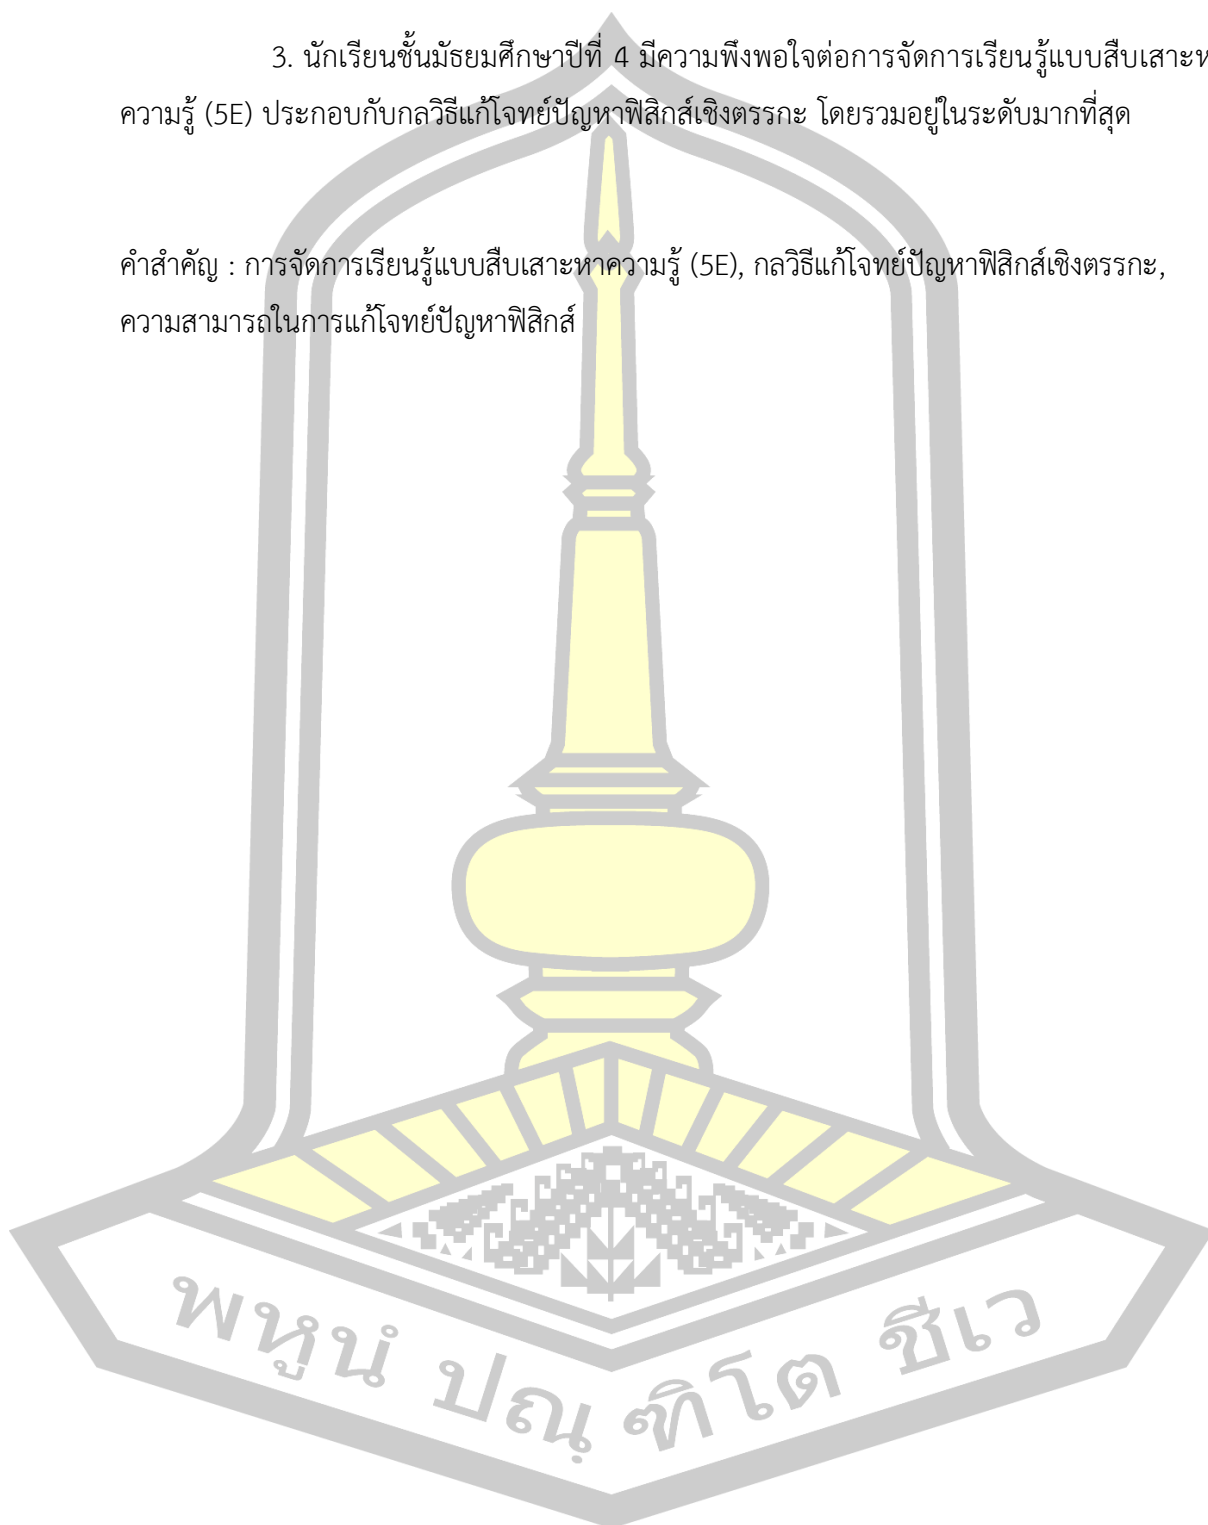 3. นักเรียนชั้นมัธยมศึกษาปีที่ 4 มีความพึงพอใจต่อการจัดการเรียนรู้แบบสืบเสาะห
ความรู้ (5E) ประกอบกับกลวิธีแก้โจทย์ปัญหาฟิสิกส์เชิงตรรกะ โดยรวมอยู่ในระดับมากที่สุด
คำสำคัญ : การจัดการเรียนรู้แบบสืบเสาะหาความรู้ (5E), กลวิธีแก้โจทย์ปัญหาฟิสิกส์เชิงตรรกะ,
ความสามารถในการแก้โจทย์ปัญหาฟิสิกส์
พหูนํ ปณฺ ฑิโต ชีเว